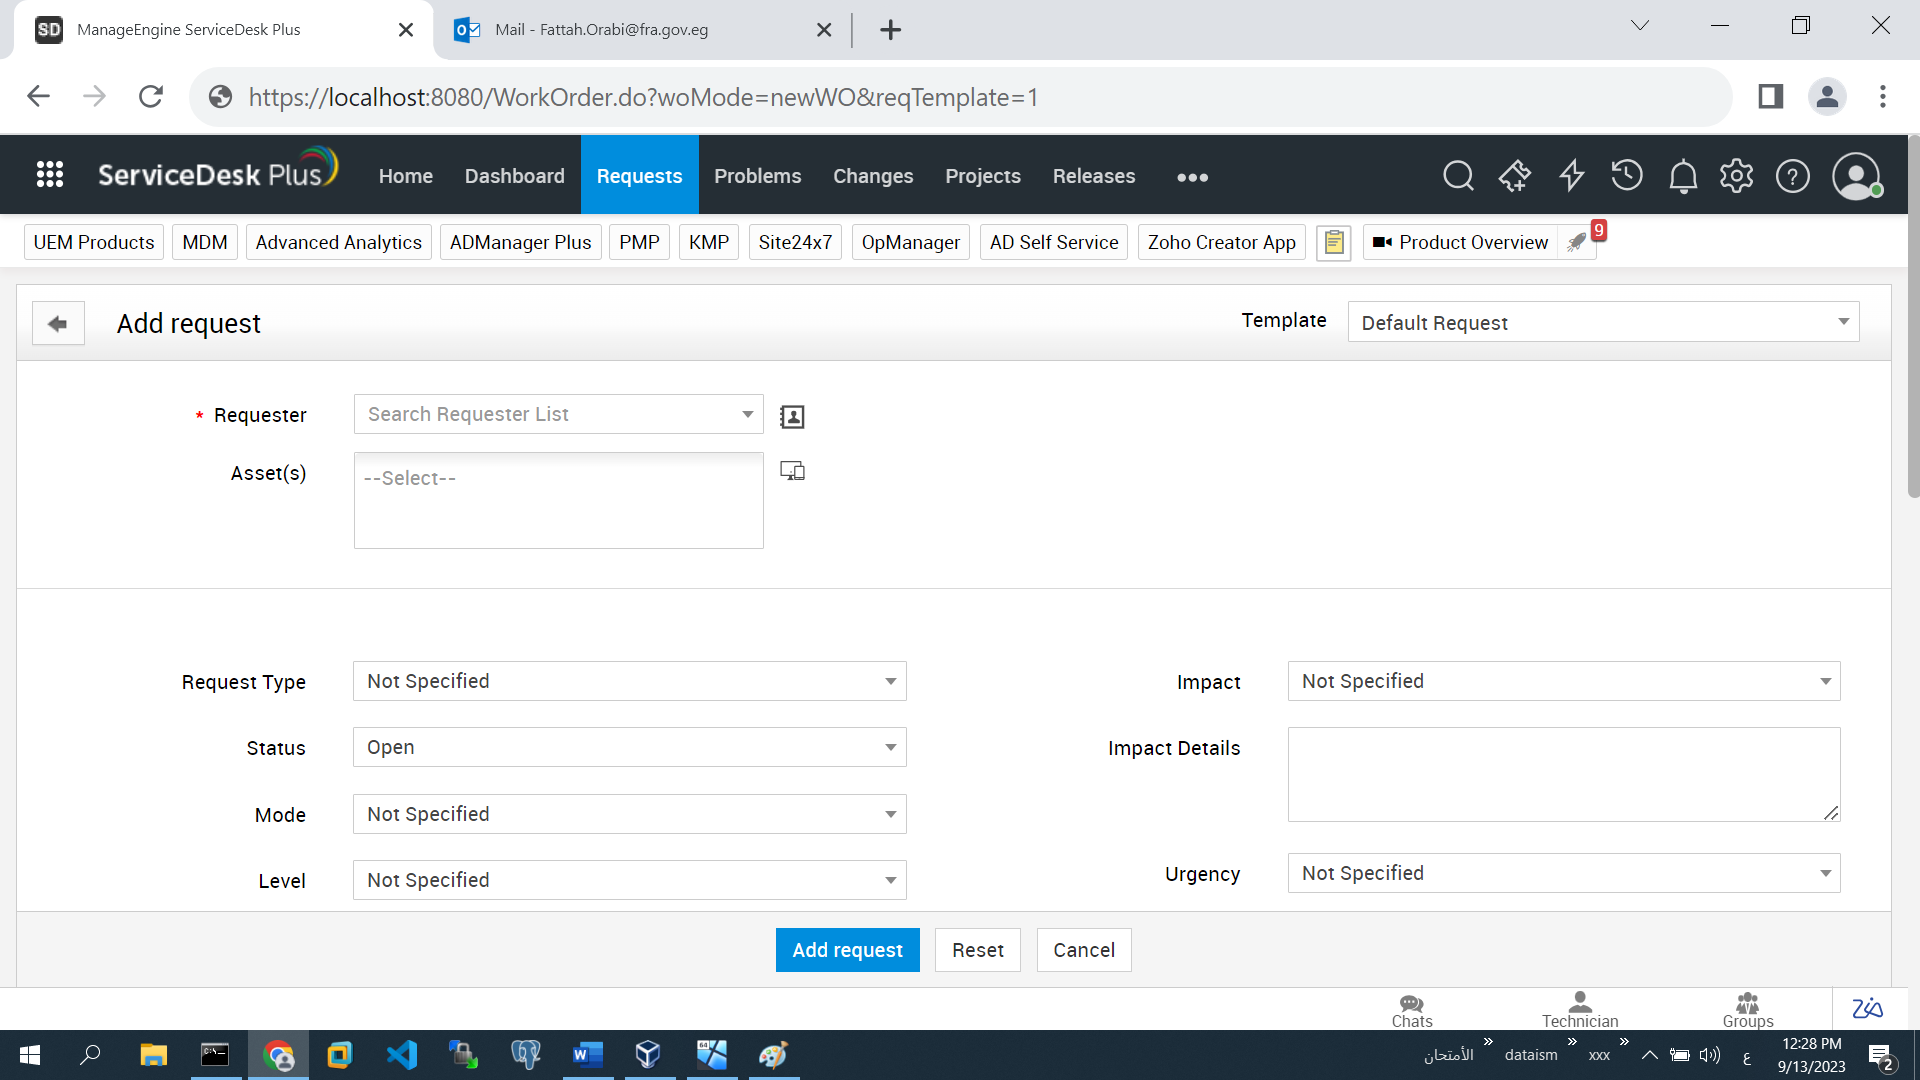 SD ManageEngine ServiceDesk Plus
Mail - Fattah.Orabi@fra.gov.eg
https://localhost:8080/WorkOrder.do?woMode=newWO&reqTemplate=1
ServiceDesk Plus Home Dashboard Requests Problems Changes Projects Releases
UEM Products MDM Advanced Analytics ADManager Plus PMP KMP Site24x7 OpManager AD Self Service Zoho Creator App Product Overview 9
Add request Template Default Request
* Requester Search Requester List
Asset(s) --Select--
Request Type Not Specified Impact Not Specified
Status Open Impact Details
Mode Not Specified
Level Not Specified Urgency Not Specified
Add request Reset Cancel
Chats Technician Groups Zia
الأمتحان » dataism » xxx » ع 12:28 PM
9/13/2023 2